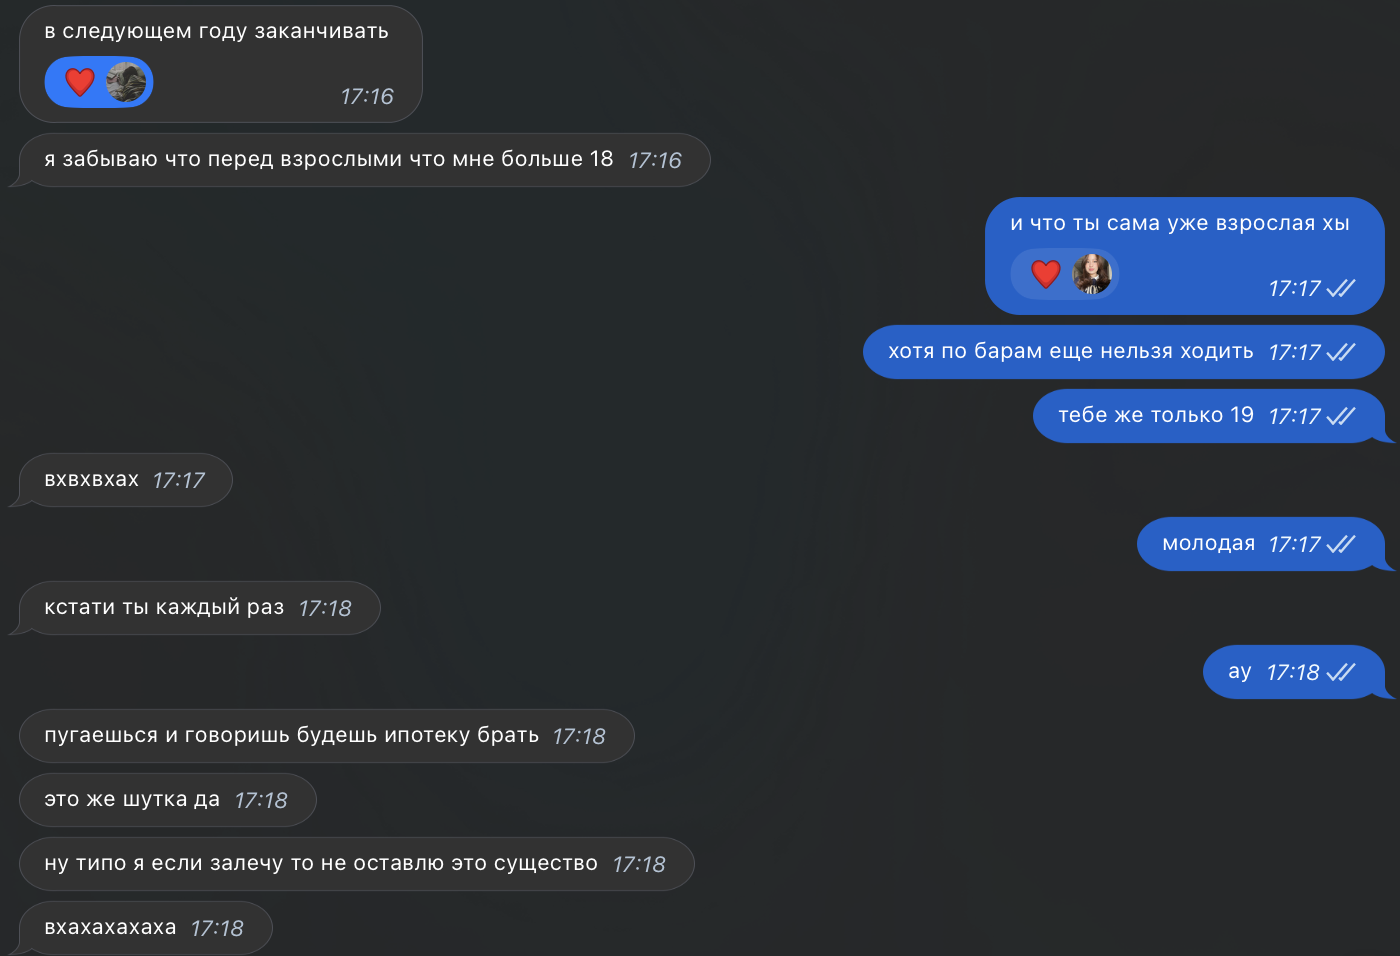 в следующем году заканчивать
❤️ 17:16
я забываю что перед взрослыми что мне больше 18 17:16
и что ты сама уже взрослая хы
❤️ 17:17
хотя по барам еще нельзя ходить 17:17
тебе же только 19 17:17
вхвхвхах 17:17
молодая 17:17
кстати ты каждый раз 17:18
ау 17:18
пугаешься и говоришь будешь ипотеку брать 17:18
это же шутка да 17:18
ну типо я если залечу то не оставлю это существо 17:18
вхахахахаха 17:18